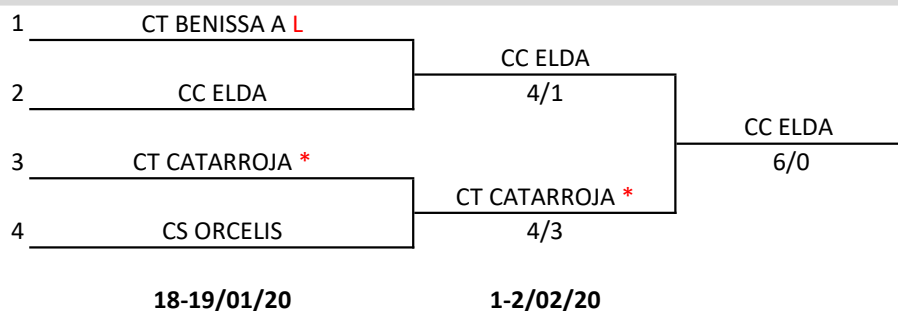 1 CT BENISSA A L
CC ELDA
2 CC ELDA 4/1
CC ELDA
3 CT CATARROJA * 6/0
CT CATARROJA *
4 CS ORCELIS 4/3
18-19/01/20 1-2/02/20